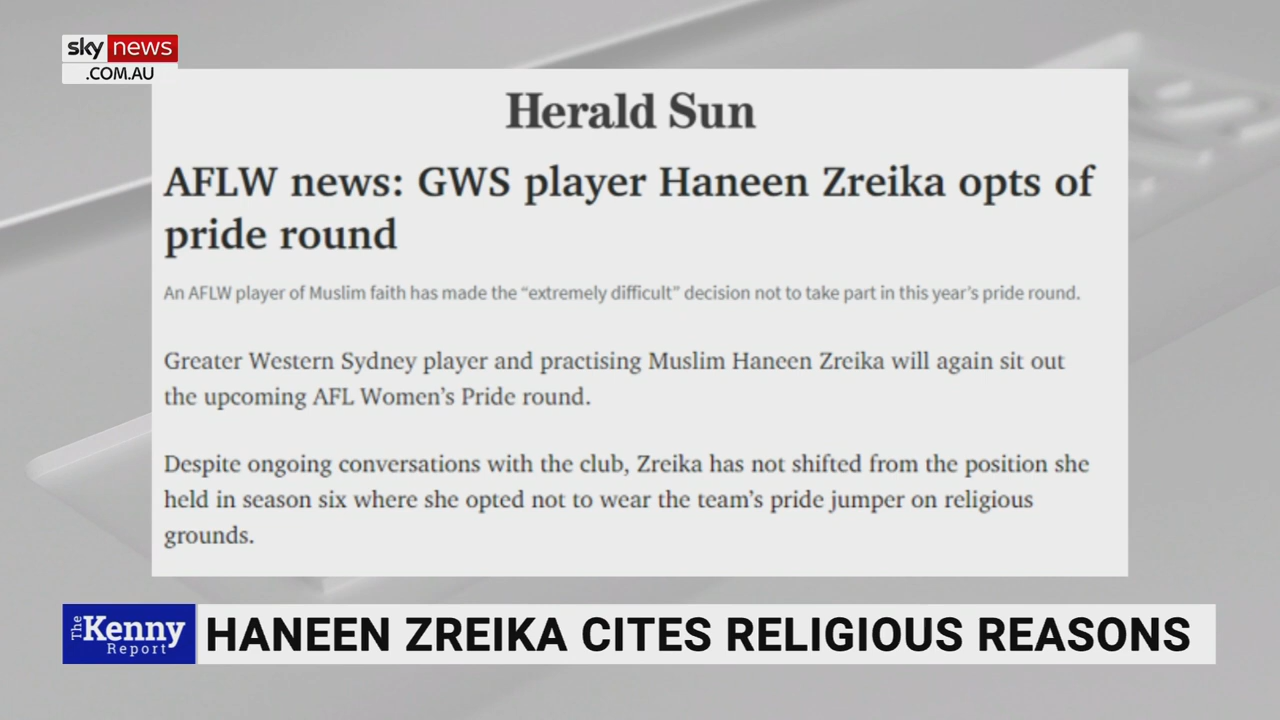 sky news
.COM.AU
Herald Sun
AFLW news: GWS player Haneen Zreika opts of
pride round
An AFLW player of Muslim faith has made the “extremely difficult” decision not to take part in this year’s pride round.
Greater Western Sydney player and practising Muslim Haneen Zreika will again sit out
the upcoming AFL Women’s Pride round.
Despite ongoing conversations with the club, Zreika has not shifted from the position she
held in season six where she opted not to wear the team’s pride jumper on religious
grounds.
The Kenny
Report
HANEEN ZREIKA CITES RELIGIOUS REASONS